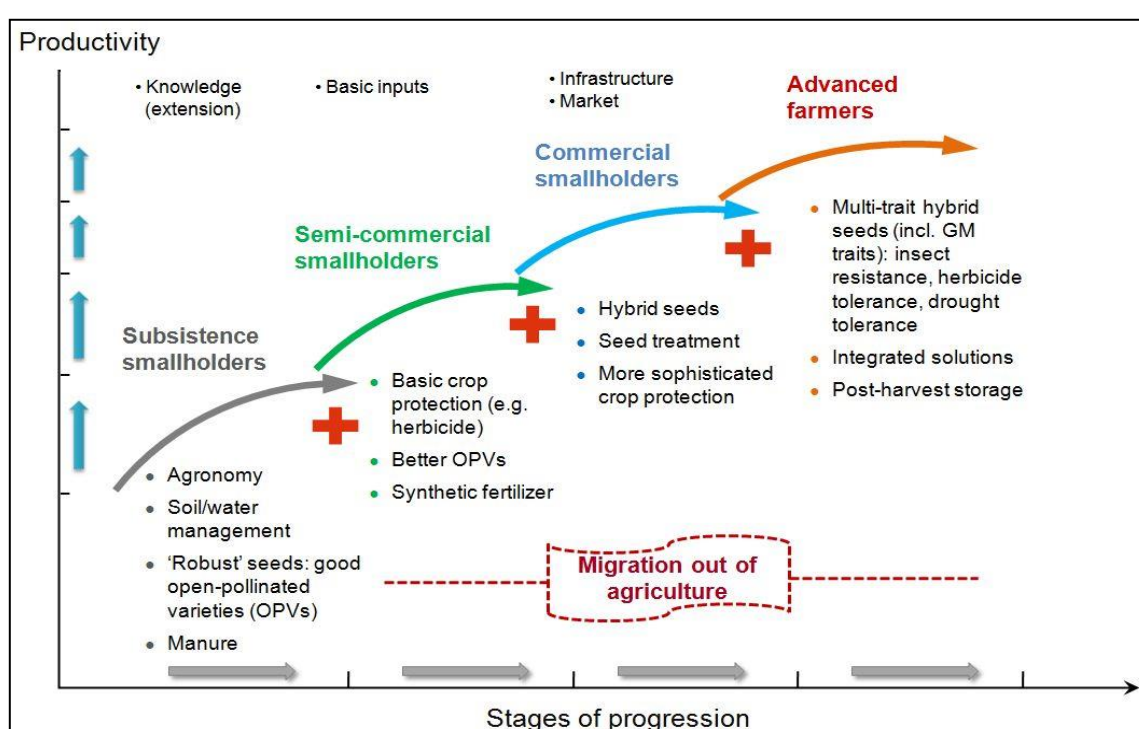 Productivity
• Knowledge
(extension)
• Basic inputs
• Infrastructure
• Market
Advanced
farmers
Commercial
smallholders
Semi-commercial
smallholders
Subsistence
smallholders
• Multi-trait hybrid
seeds (incl. GM
traits): insect
resistance, herbicide
tolerance, drought
tolerance
• Integrated solutions
• Post-harvest storage
• Hybrid seeds
• Seed treatment
• More sophisticated
crop protection
• Basic crop
protection (e.g.
herbicide)
• Better OPVs
• Synthetic fertilizer
• Agronomy
• Soil/water
management
• ‘Robust’ seeds: good
open-pollinated
varieties (OPVs)
• Manure
Migration out of
agriculture
Stages of progression